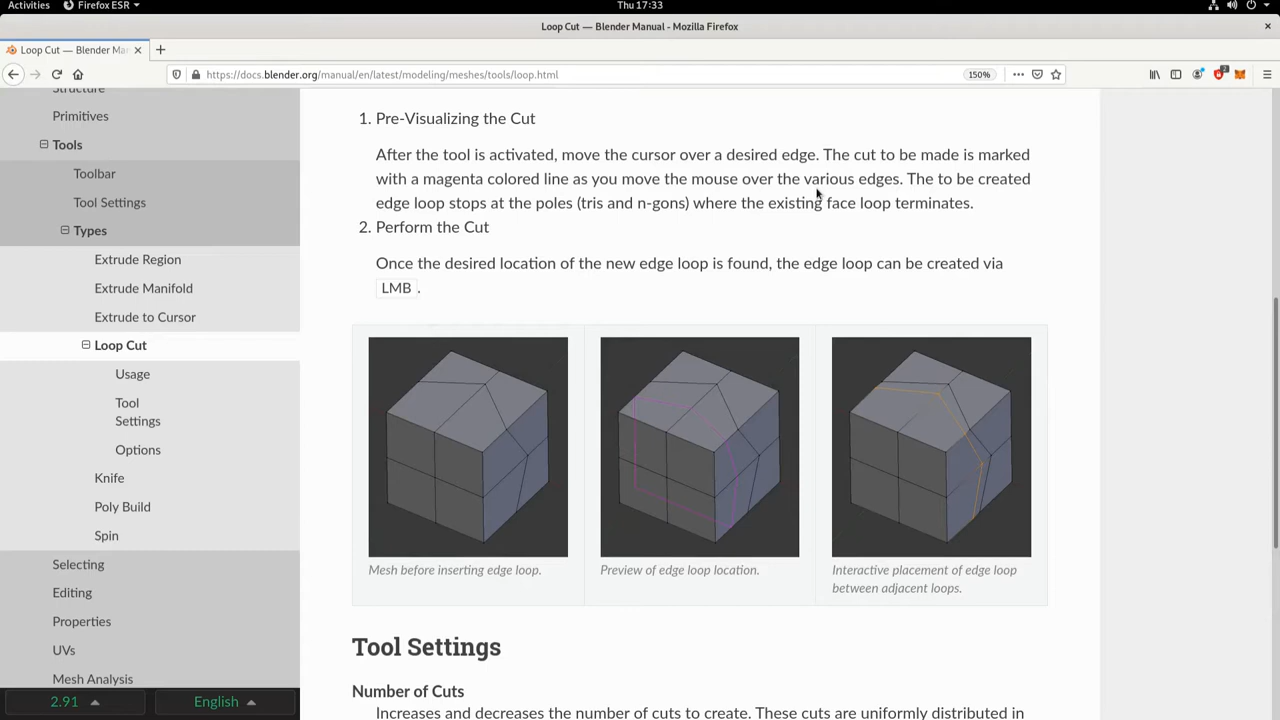 Activities
Firefox ESR
Thu 17:33
Loop Cut — Blender Manual - Mozilla Firefox
Loop Cut — Blender Ma
https://docs.blender.org/manual/en/latest/modeling/meshes/tools/loop.html
150%
2
Structure
Primitives
Tools
Toolbar
Tool Settings
Types
Extrude Region
Extrude Manifold
Extrude to Cursor
Loop Cut
Usage
Tool
Settings
Options
Knife
Poly Build
Spin
Selecting
Editing
Properties
UVs
Mesh Analysis
2.91
English
1. Pre-Visualizing the Cut
After the tool is activated, move the cursor over a desired edge. The cut to be made is marked
with a magenta colored line as you move the mouse over the various edges. The to be created
edge loop stops at the poles (tris and n-gons) where the existing face loop terminates.
2. Perform the Cut
Once the desired location of the new edge loop is found, the edge loop can be created via
LMB .
Mesh before inserting edge loop.
Preview of edge loop location.
Interactive placement of edge loop
between adjacent loops.
Tool Settings
Number of Cuts
Increases and decreases the number of cuts to create. These cuts are uniformly distributed in